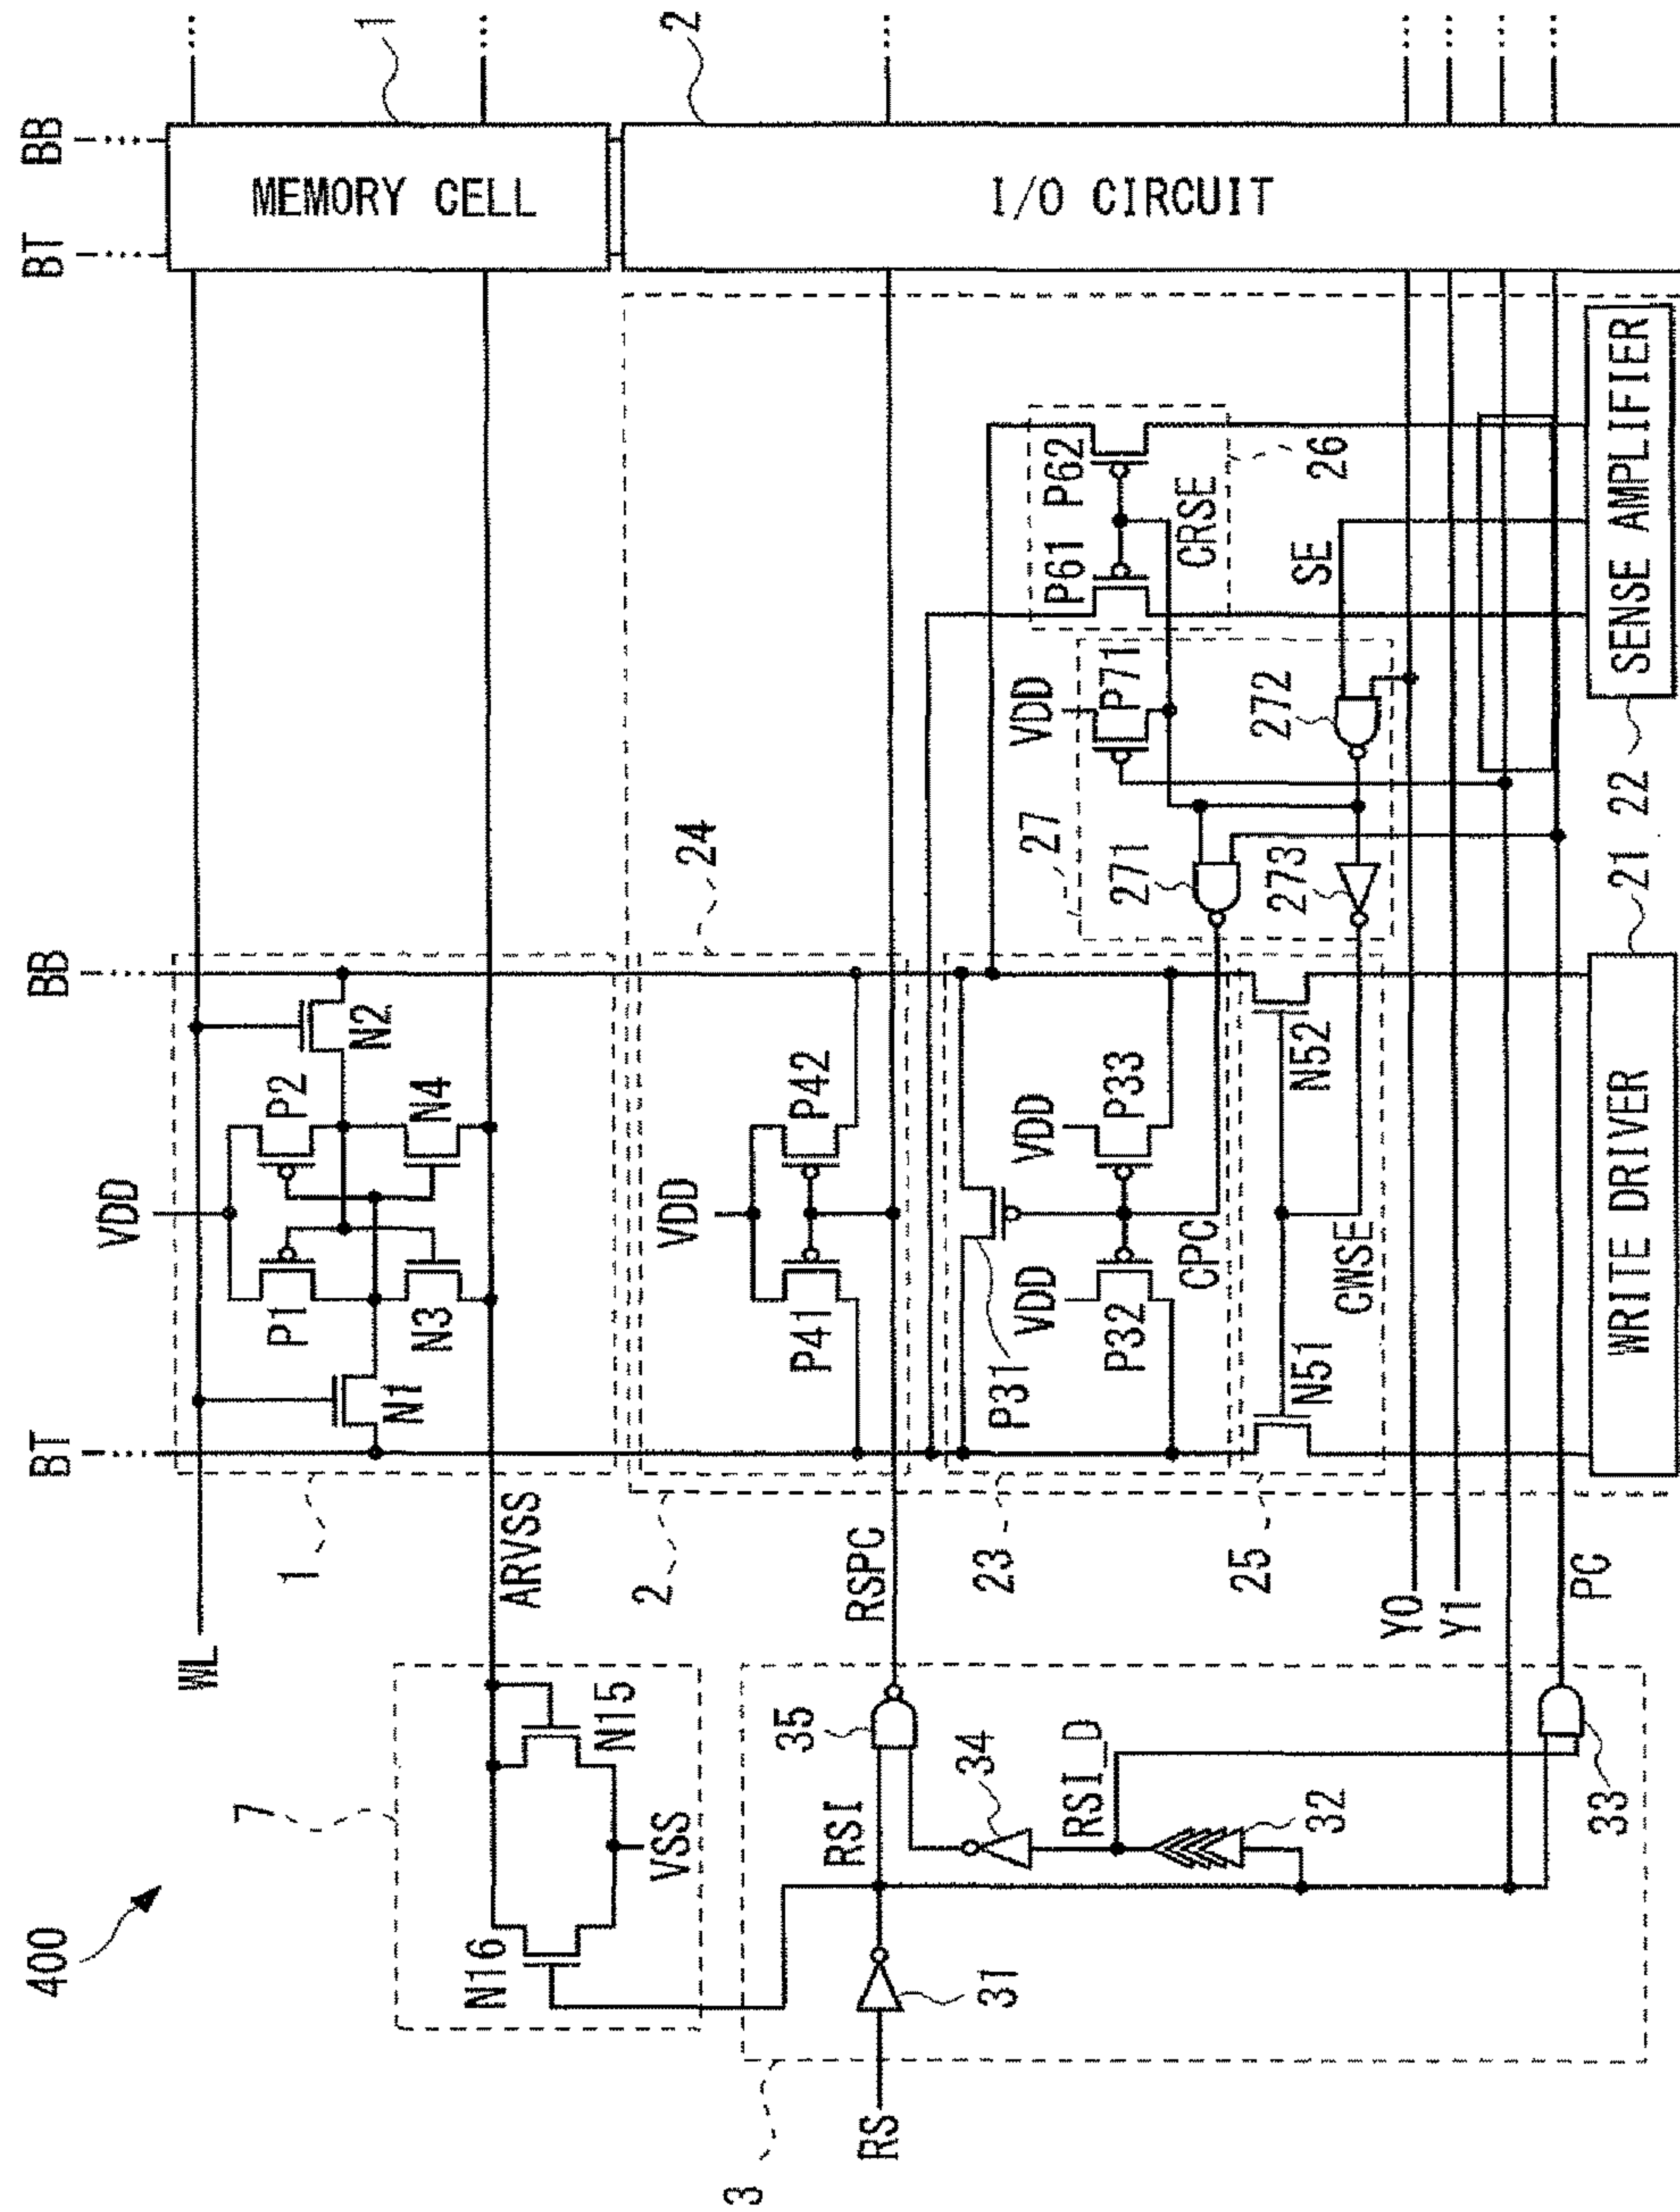 400
BT
BB
BT
BB
WL
VDD
P1
P2
N1
N2
N3
N4
1
MEMORY CELL
1
7
N16
N15
VSS
ARVSS
2
I/O CIRCUIT
2
VDD
24
P41
P42
3
RS
31
RSI
35
RSPC
34
RSI_D
32
33
PC
23
P31
VDD
VDD
P32
P33
CPC
27
VDD
P71
271
272
273
P61
P62
CRSE
26
SE
25
N51
N52
CWSE
Y0
Y1
WRITE DRIVER
21
22
SENSE AMPLIFIER